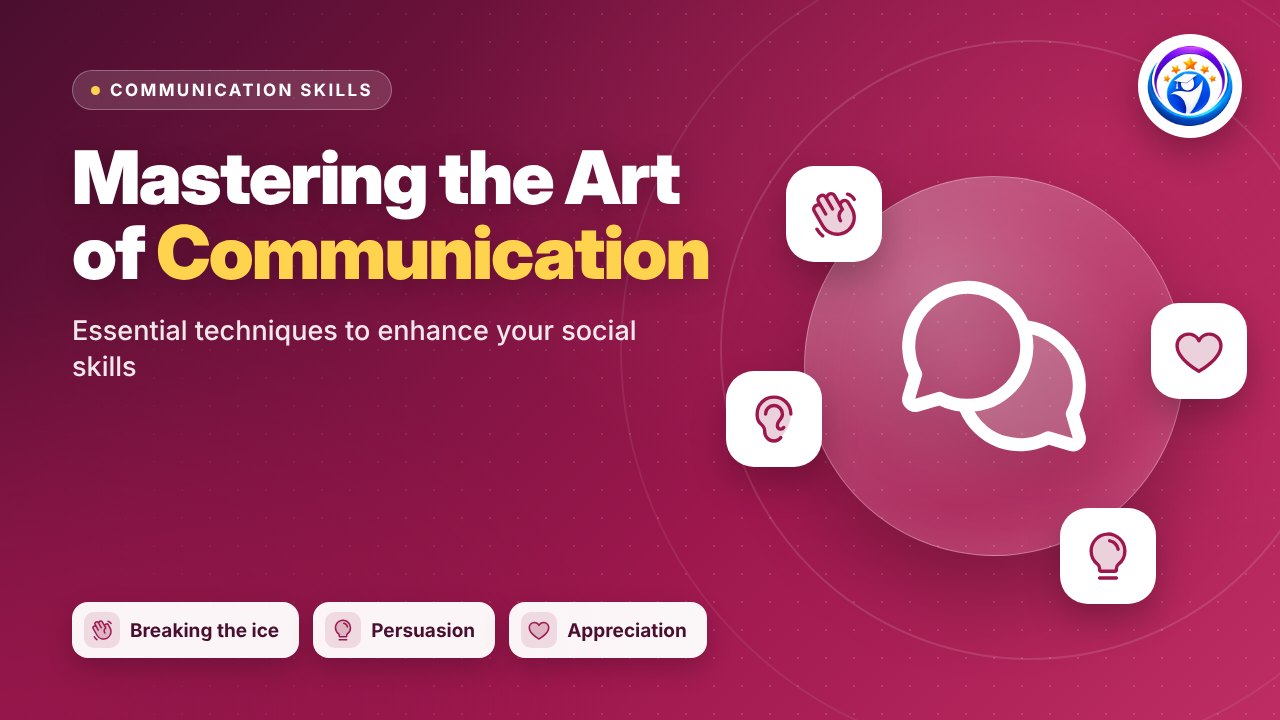 COMMUNICATION SKILLS
Mastering the Art
of Communication
Essential techniques to enhance your social
skills
Breaking the ice
Persuasion
Appreciation